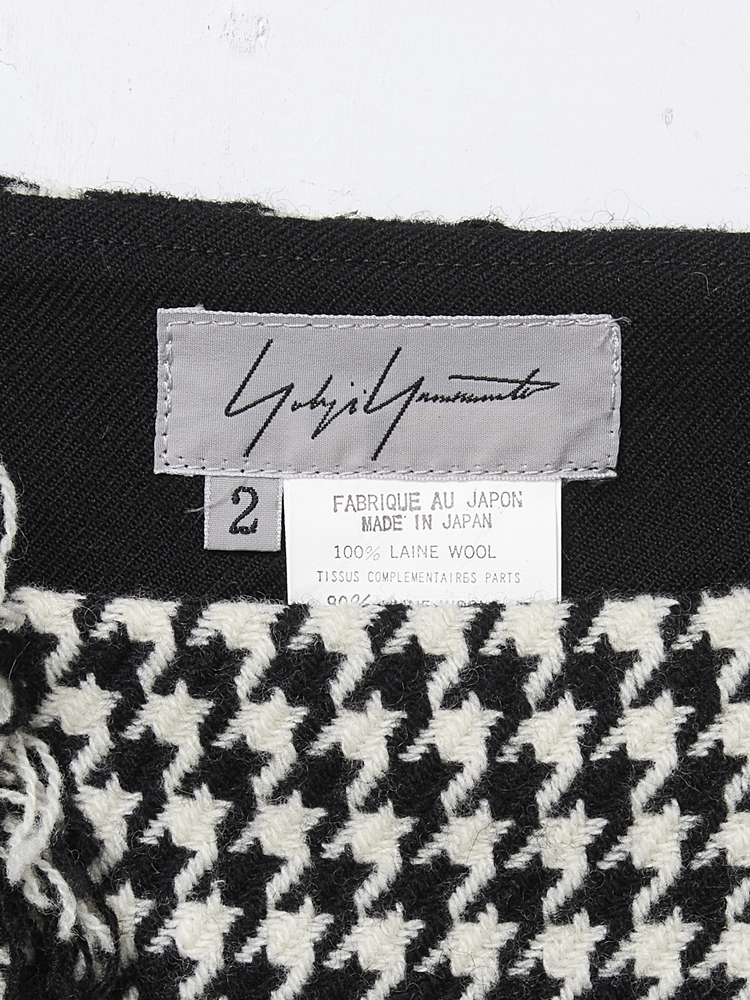 Yohji Yamamoto
2
FABRIQUE AU JAPON
MADE IN JAPAN
100% LAINE WOOL
TISSUS COMPLEMENTAIRES PARTS